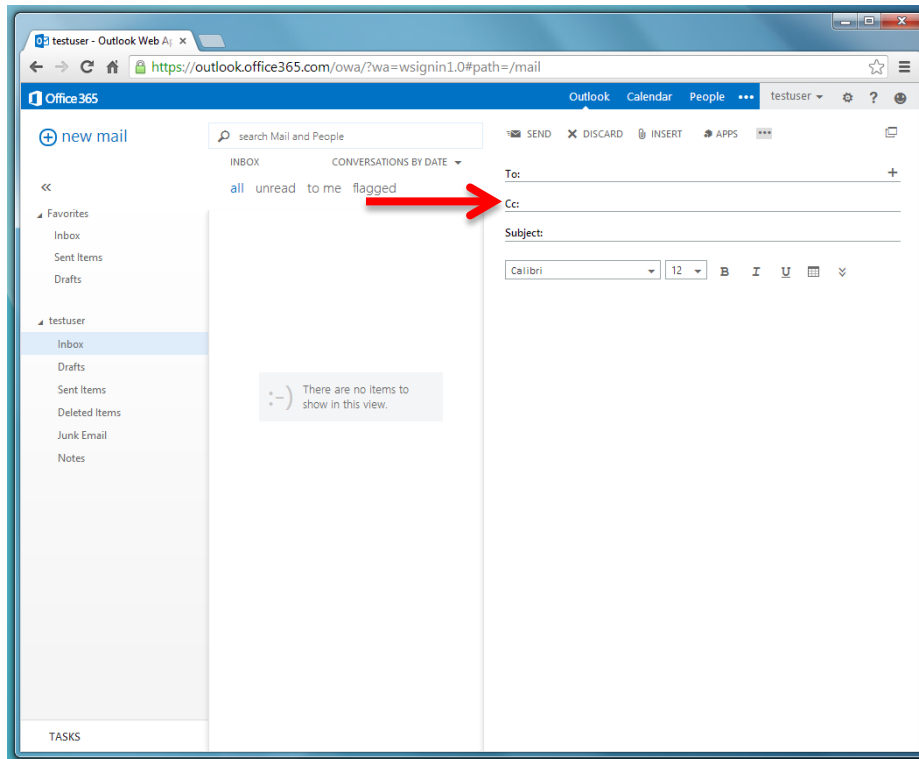 testuser - Outlook Web Ap
https://outlook.office365.com/owa/?wa=wsignin1.0#path=/mail
Office 365
Outlook Calendar People ••• testuser ?
new mail
search Mail and People
SEND DISCARD INSERT APPS •••
INBOX CONVERSATIONS BY DATE
all unread to me flagged
To:
Cc:
Subject:
Calibri 12 B I U
«
Favorites
Inbox
Sent Items
Drafts
testuser
Inbox
Drafts
Sent Items
Deleted Items
Junk Email
Notes
:-) There are no items to
show in this view.
TASKS